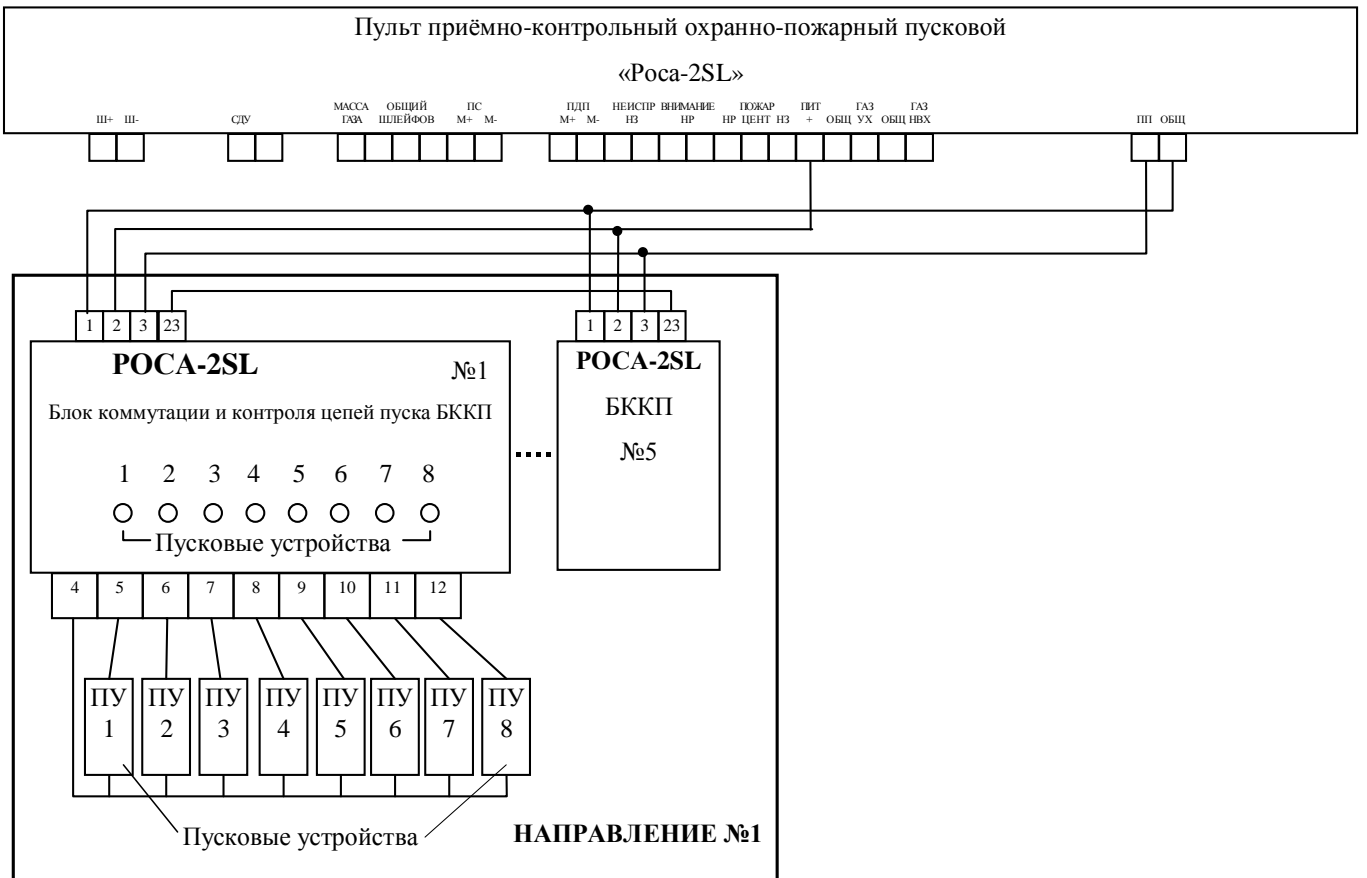 Пульт приёмно-контрольный охранно-пожарный пусковой
«Роса-2SL»
МАССА ОБЩИЙ ПС ПДП НЕИСПР ВНИМАНИЕ ПОЖАР ПИТ ГАЗ ГАЗ
Ш+ Ш- СДУ ГАЗА ШЛЕЙФОВ М+ М- М+ М- НЗ НР НР ЦЕНТ НЗ + ОБЩ УХ ОБЩ НВХ ПП ОБЩ
1 2 3 23 1 2 3 23
РОСА-2SL №1
Блок коммутации и контроля цепей пуска БККП
1 2 3 4 5 6 7 8
Пусковые устройства
РОСА-2SL
БККП
№5
4 5 6 7 8 9 10 11 12
ПУ ПУ ПУ ПУ ПУ ПУ ПУ ПУ
1 2 3 4 5 6 7 8
Пусковые устройства
НАПРАВЛЕНИЕ №1